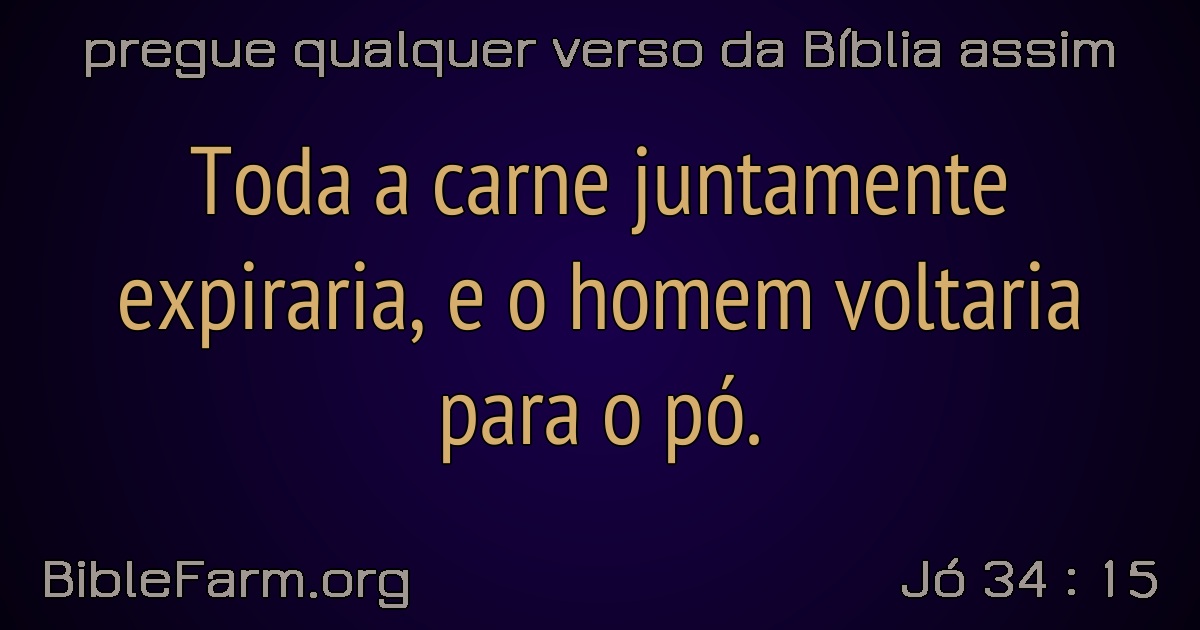 pregue qualquer verso da Bíblia assim
Toda a carne juntamente
expiraria, e o homem voltaria
para o pó.
BibleFarm.org
Jó 34 : 15